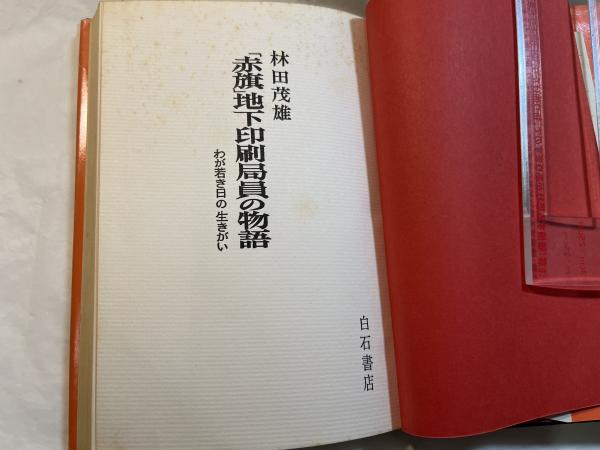 林田茂雄
「赤旗」地下印刷局員の物語
わが若き日の生きがい
白石書店